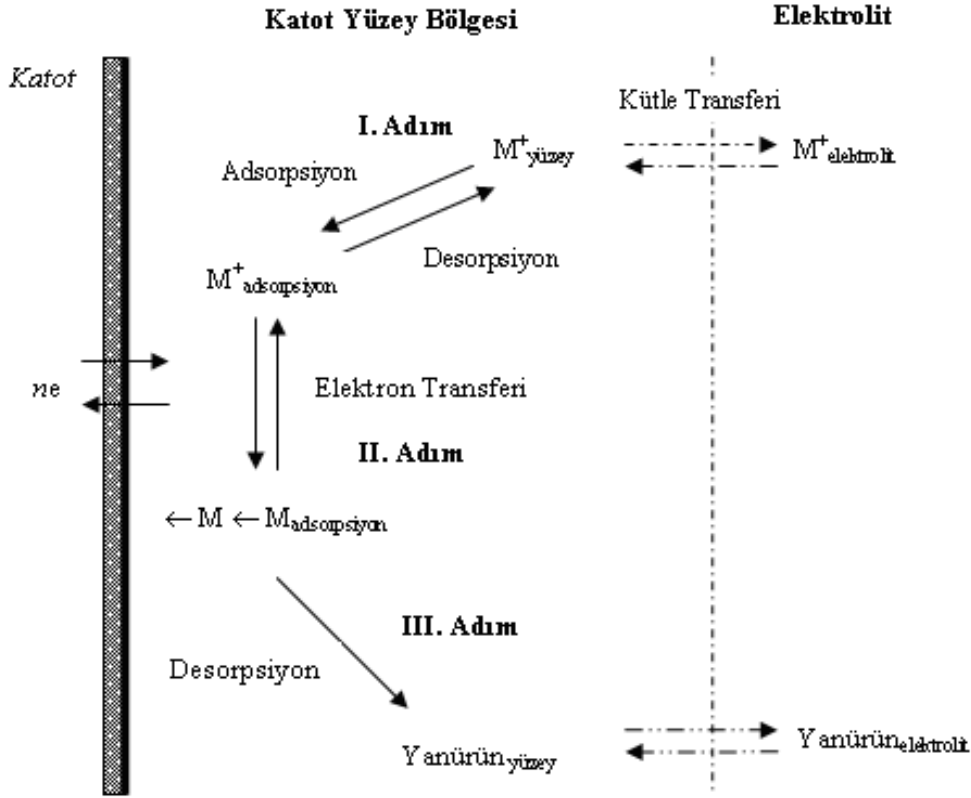 Katot Yüzey Bölgesi
Elektrolit
Katot
Kütle Transferi
I. Adım
M⁺yüzey
M⁺elektrolit
Adsorpsiyon
Desorpsiyon
M⁺adsorpsiyon
ne
Elektron Transferi
II. Adım
← M ← Madsorpsiyon
III. Adım
Desorpsiyon
Yanürünyüzey
Yanürünelektrolit